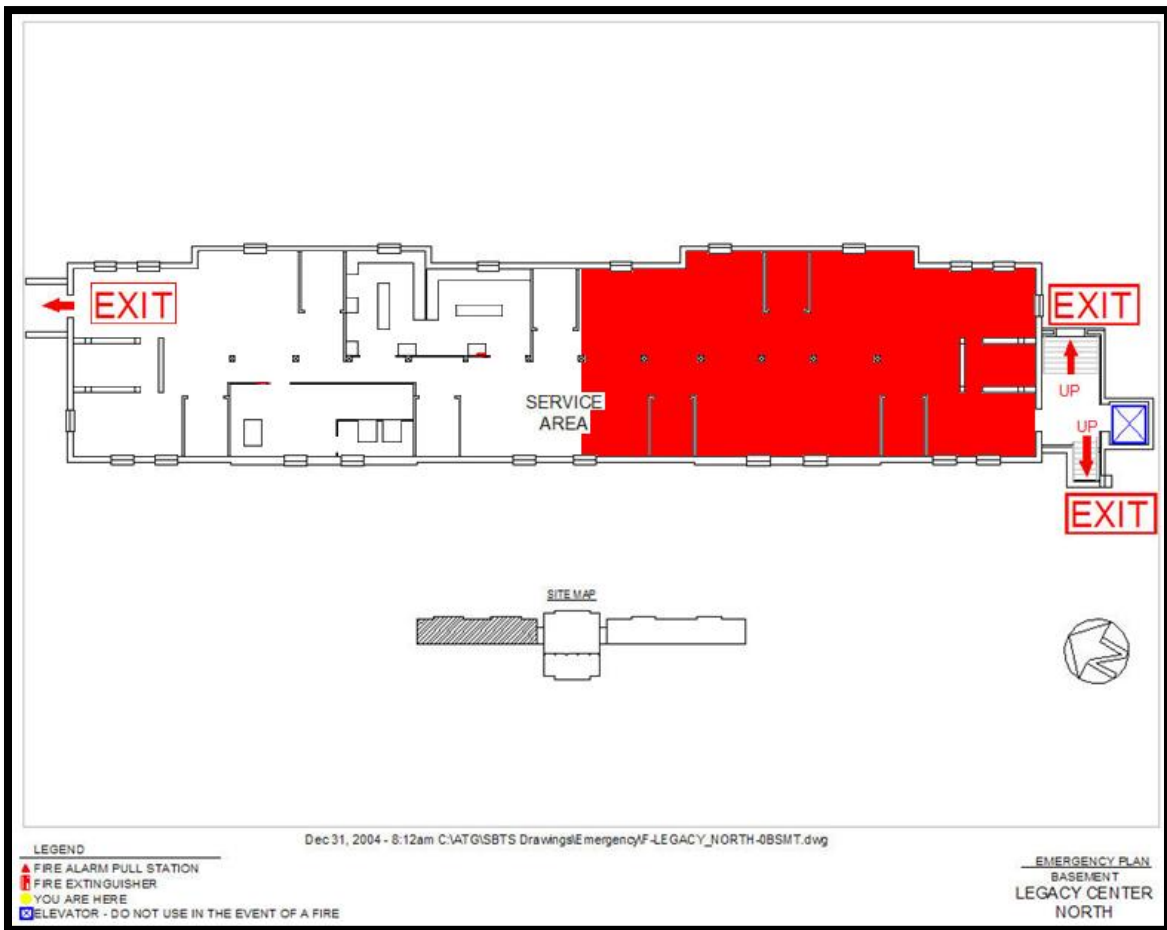 EXIT
EXIT
UP
SERVICE
AREA
UP
EXIT
SITE MAP
Dec 31, 2004 - 8:12am C:\ATG\SBTS Drawings\Emergency\F-LEGACY_NORTH-0BSMT.dwg
LEGEND
FIRE ALARM PULL STATION
FIRE EXTINGUISHER
YOU ARE HERE
ELEVATOR - DO NOT USE IN THE EVENT OF A FIRE
EMERGENCY PLAN
BASEMENT
LEGACY CENTER
NORTH